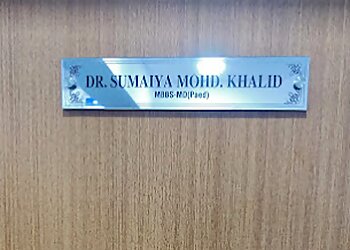 DR. SUMAIYA MOHD. KHALID
MBBS-MD(Paed)